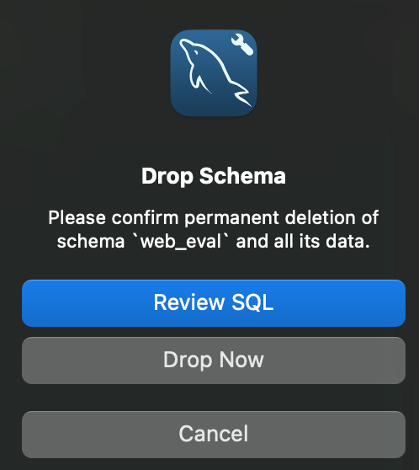 Drop Schema
Please confirm permanent deletion of
schema `web_eval` and all its data.
Review SQL
Drop Now
Cancel